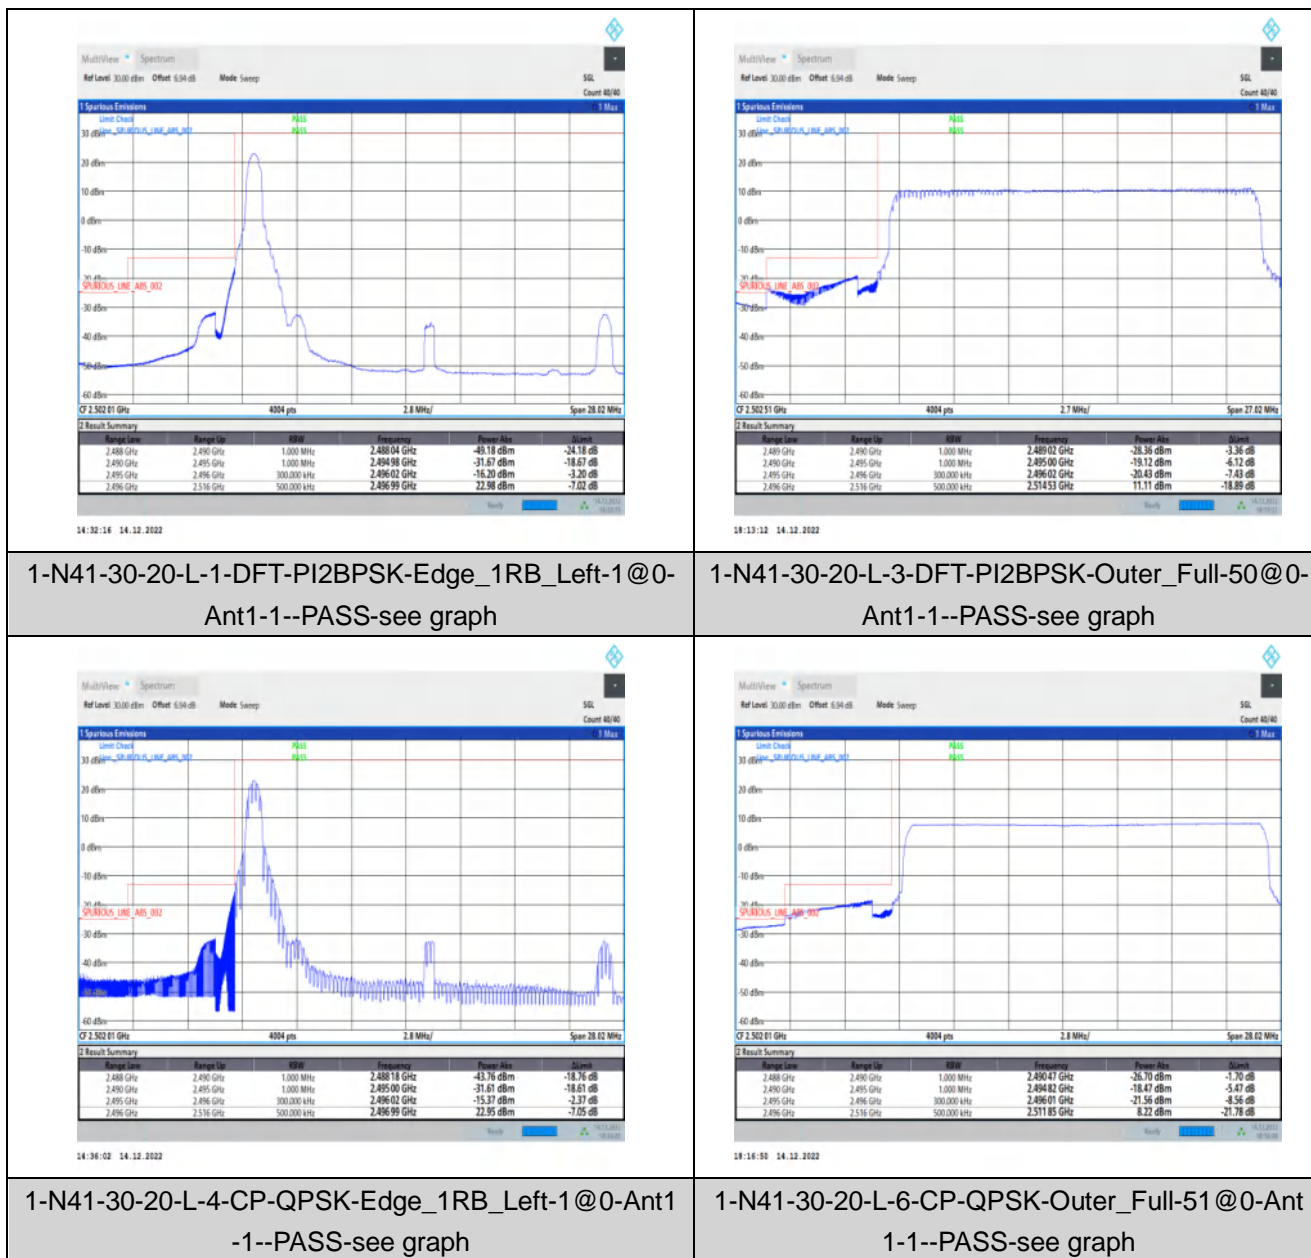 MultiView Spectrum
Ref Level 30.00 dBm Offset 6.94 dB Mode Sweep SGL
Count 40/40
1 Spurious Emissions 1 Max
Limit Check PASS
Line_SPURIOUS_LINE_ABS_002 PASS
30 dBm
20 dBm
10 dBm
0 dBm
-10 dBm
-20 dBm
SPURIOUS_LINE_ABS_002
-30 dBm
-40 dBm
-50 dBm
-60 dBm
CF 2.502 01 GHz 4004 pts 2.8 MHz/ Span 28.02 MHz
2 Result Summary
Range Low Range Up RBW Frequency Power Abs ΔLimit
2.488 GHz 2.490 GHz 1.000 MHz 2.488 04 GHz -49.18 dBm -24.18 dB
2.490 GHz 2.495 GHz 1.000 MHz 2.494 98 GHz -31.67 dBm -18.67 dB
2.495 GHz 2.496 GHz 300.000 kHz 2.496 02 GHz -16.20 dBm -3.20 dB
2.496 GHz 2.516 GHz 500.000 kHz 2.496 99 GHz 22.98 dBm -7.02 dB
Ready
14:32:16 14.12.2022
1-N41-30-20-L-1-DFT-PI2BPSK-Edge_1RB_Left-1@0-
Ant1-1--PASS-see graph
MultiView Spectrum
Ref Level 30.00 dBm Offset 6.94 dB Mode Sweep SGL
Count 40/40
1 Spurious Emissions 1 Max
Limit Check PASS
Line_SPURIOUS_LINE_ABS_002 PASS
30 dBm
20 dBm
10 dBm
0 dBm
-10 dBm
-20 dBm
SPURIOUS_LINE_ABS_002
-30 dBm
-40 dBm
-50 dBm
-60 dBm
CF 2.502 51 GHz 4004 pts 2.7 MHz/ Span 27.02 MHz
2 Result Summary
Range Low Range Up RBW Frequency Power Abs ΔLimit
2.489 GHz 2.490 GHz 1.000 MHz 2.489 02 GHz -28.36 dBm -3.36 dB
2.490 GHz 2.495 GHz 1.000 MHz 2.495 00 GHz -19.12 dBm -6.12 dB
2.495 GHz 2.496 GHz 300.000 kHz 2.496 02 GHz -20.43 dBm -7.43 dB
2.496 GHz 2.516 GHz 500.000 kHz 2.514 53 GHz 11.11 dBm -18.89 dB
Ready
18:13:12 14.12.2022
1-N41-30-20-L-3-DFT-PI2BPSK-Outer_Full-50@0-
Ant1-1--PASS-see graph
MultiView Spectrum
Ref Level 30.00 dBm Offset 6.94 dB Mode Sweep SGL
Count 40/40
1 Spurious Emissions 1 Max
Limit Check PASS
Line_SPURIOUS_LINE_ABS_002 PASS
30 dBm
20 dBm
10 dBm
0 dBm
-10 dBm
-20 dBm
SPURIOUS_LINE_ABS_002
-30 dBm
-40 dBm
-50 dBm
-60 dBm
CF 2.502 01 GHz 4004 pts 2.8 MHz/ Span 28.02 MHz
2 Result Summary
Range Low Range Up RBW Frequency Power Abs ΔLimit
2.488 GHz 2.490 GHz 1.000 MHz 2.488 18 GHz -43.76 dBm -18.76 dB
2.490 GHz 2.495 GHz 1.000 MHz 2.495 00 GHz -31.61 dBm -18.61 dB
2.495 GHz 2.496 GHz 300.000 kHz 2.496 02 GHz -15.37 dBm -2.37 dB
2.496 GHz 2.516 GHz 500.000 kHz 2.496 99 GHz 22.95 dBm -7.05 dB
Ready
14:36:02 14.12.2022
1-N41-30-20-L-4-CP-QPSK-Edge_1RB_Left-1@0-Ant1
-1--PASS-see graph
MultiView Spectrum
Ref Level 30.00 dBm Offset 6.94 dB Mode Sweep SGL
Count 40/40
1 Spurious Emissions 1 Max
Limit Check PASS
Line_SPURIOUS_LINE_ABS_002 PASS
30 dBm
20 dBm
10 dBm
0 dBm
-10 dBm
-20 dBm
SPURIOUS_LINE_ABS_002
-30 dBm
-40 dBm
-50 dBm
-60 dBm
CF 2.502 01 GHz 4004 pts 2.8 MHz/ Span 28.02 MHz
2 Result Summary
Range Low Range Up RBW Frequency Power Abs ΔLimit
2.488 GHz 2.490 GHz 1.000 MHz 2.490 47 GHz -26.70 dBm -1.70 dB
2.490 GHz 2.495 GHz 1.000 MHz 2.494 82 GHz -18.47 dBm -5.47 dB
2.495 GHz 2.496 GHz 300.000 kHz 2.496 01 GHz -21.56 dBm -8.56 dB
2.496 GHz 2.516 GHz 500.000 kHz 2.511 85 GHz 8.22 dBm -21.78 dB
Ready
18:16:50 14.12.2022
1-N41-30-20-L-6-CP-QPSK-Outer_Full-51@0-Ant
1-1--PASS-see graph